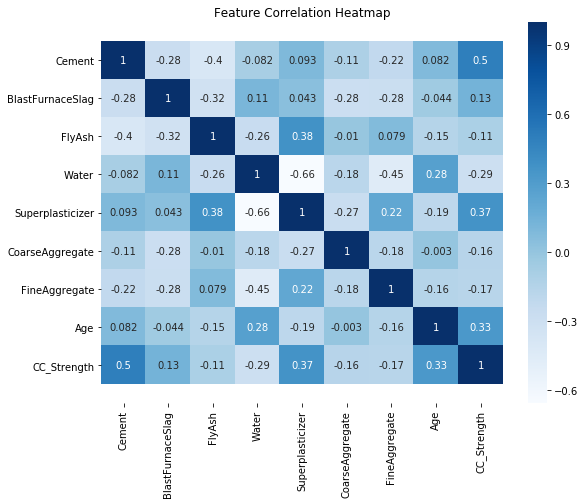 Feature Correlation Heatmap
Cement 1 -0.28 -0.4 -0.082 0.093 -0.11 -0.22 0.082 0.5
BlastFurnaceSlag -0.28 1 -0.32 0.11 0.043 -0.28 -0.28 -0.044 0.13
FlyAsh -0.4 -0.32 1 -0.26 0.38 -0.01 0.079 -0.15 -0.11
Water -0.082 0.11 -0.26 1 -0.66 -0.18 -0.45 0.28 -0.29
Superplasticizer 0.093 0.043 0.38 -0.66 1 -0.27 0.22 -0.19 0.37
CoarseAggregate -0.11 -0.28 -0.01 -0.18 -0.27 1 -0.18 -0.003 -0.16
FineAggregate -0.22 -0.28 0.079 -0.45 0.22 -0.18 1 -0.16 -0.17
Age 0.082 -0.044 -0.15 0.28 -0.19 -0.003 -0.16 1 0.33
CC_Strength 0.5 0.13 -0.11 -0.29 0.37 -0.16 -0.17 0.33 1
Cement
BlastFurnaceSlag
FlyAsh
Water
Superplasticizer
CoarseAggregate
FineAggregate
Age
CC_Strength
0.9
0.6
0.3
0.0
-0.3
-0.6